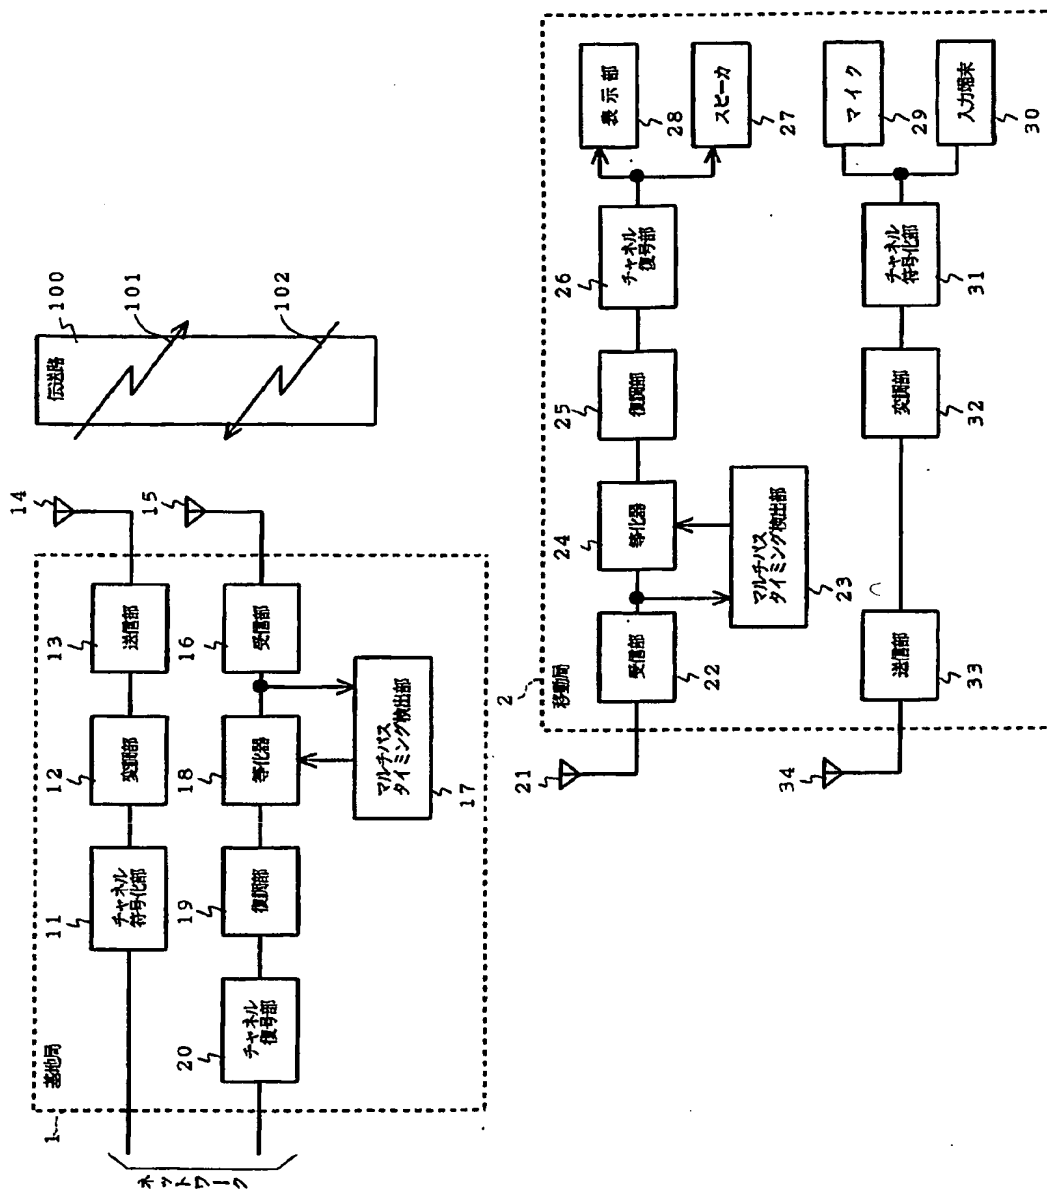 1
基地局
ネットワーク
11
チャネル
符号化部
12
変調部
13
送信部
14
20
チャネル
復号部
19
復調部
18
等化器
16
受信部
15
マルチパス
タイミング検出部
17
伝送路
100
101
102
2
移動局
21
受信部
22
マルチパス
タイミング検出部
23
24
等化器
25
復調部
26
チャネル
復号部
表示部
28
スピーカ
27
34
送信部
33
変調部
32
チャネル
符号化部
31
マイク
29
入力端末
30